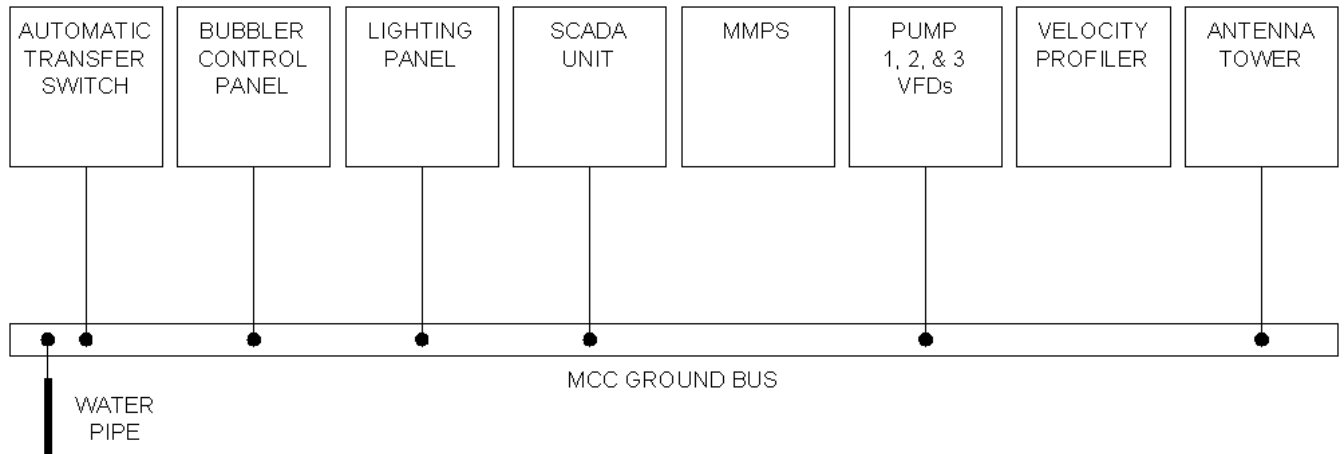 AUTOMATIC
TRANSFER
SWITCH
BUBBLER
CONTROL
PANEL
LIGHTING
PANEL
SCADA
UNIT
MMPS
PUMP
1, 2, & 3
VFDs
VELOCITY
PROFILER
ANTENNA
TOWER
MCC GROUND BUS
WATER
PIPE